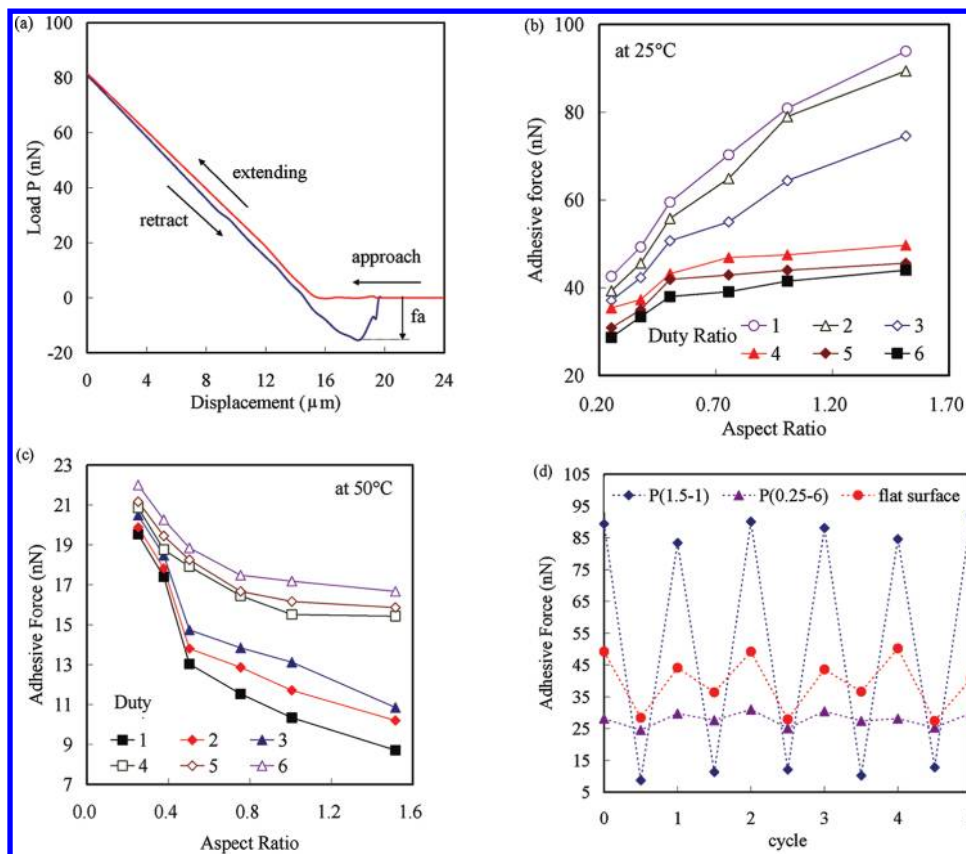 (a)
100
80
60
40
20
0
-20
Load P (nN)
extending
retract
approach
fa
0 4 8 12 16 20 24
Displacement (μm)
(b)
100
80
60
40
20
Adhesive force (nN)
at 25°C
Duty Ratio
1 2 3
4 5 6
0.20 0.70 1.20 1.70
Aspect Ratio
(c)
23
21
19
17
15
13
11
9
7
Adhesive Force (nN)
at 50°C
Duty
1 2 3
4 5 6
0 0.4 0.8 1.2 1.6
Aspect Ratio
(d)
105
95
85
75
65
55
45
35
25
15
5
Adhesive Force (nN)
P(1.5-1) P(0.25-6) flat surface
0 1 2 3 4
cycle